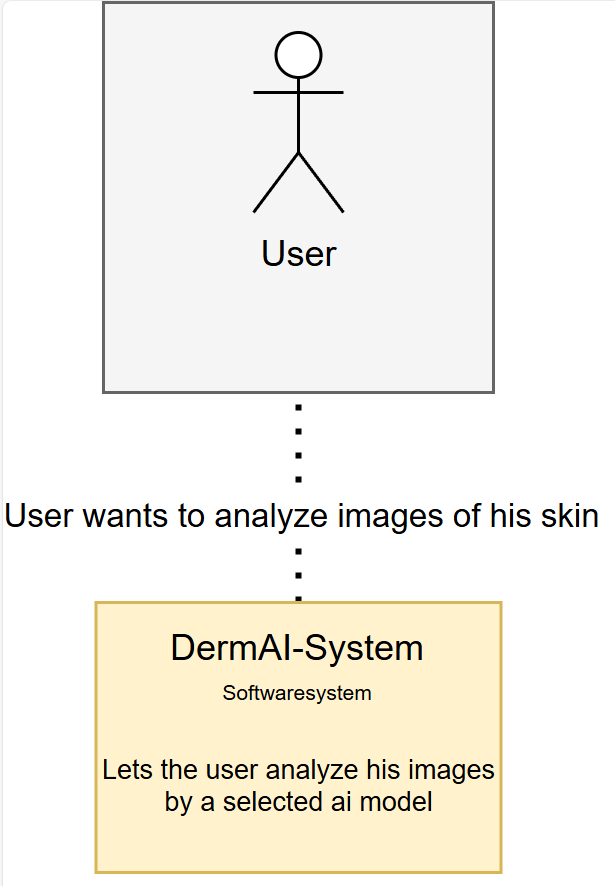 User
User wants to analyze images of his skin
DermAI-System
Softwaresystem
Lets the user analyze his images
by a selected ai model